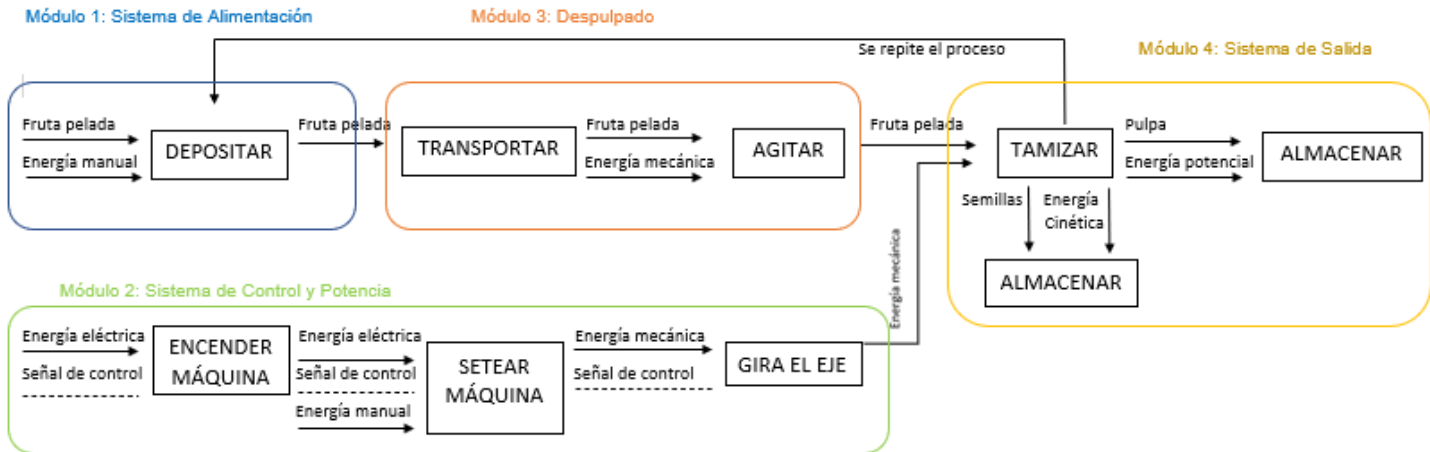 Módulo 1: Sistema de Alimentación
Módulo 3: Despulpado
Se repite el proceso
Módulo 4: Sistema de Salida
Fruta pelada
Energía manual
DEPOSITAR
Fruta pelada
TRANSPORTAR
Fruta pelada
Energía mecánica
AGITAR
Fruta pelada
TAMIZAR
Pulpa
Energía potencial
ALMACENAR
Semillas
Energía
Cinética
ALMACENAR
Energía mecánica
Módulo 2: Sistema de Control y Potencia
Energía eléctrica
Señal de control
ENCENDER
MÁQUINA
Energía eléctrica
Señal de control
Energía manual
SETEAR
MÁQUINA
Energía mecánica
Señal de control
GIRA EL EJE